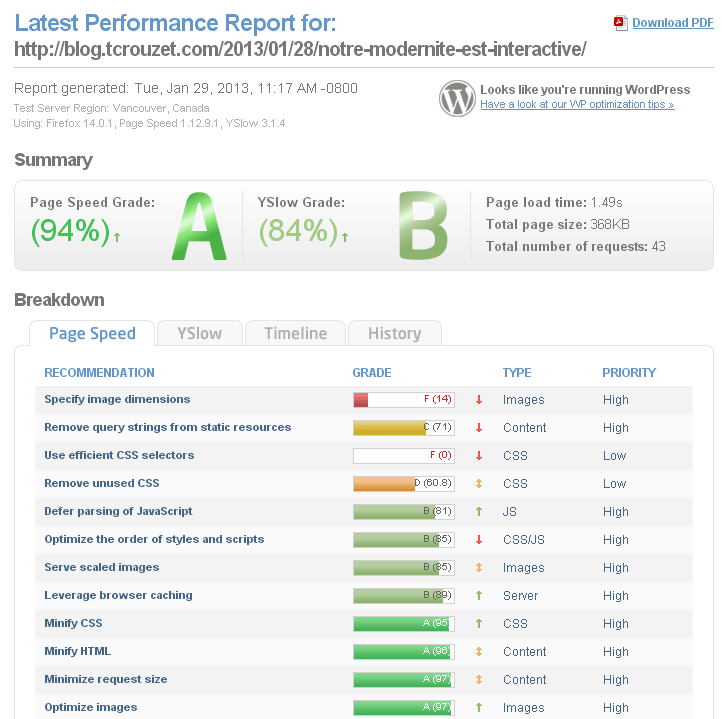 Latest Performance Report for:
Download PDF
http://blog.tcrouzet.com/2013/01/28/notre-modernite-est-interactive/
Report generated: Tue, Jan 29, 2013, 11:17 AM -0800
Test Server Region: Vancouver, Canada
Using: Firefox 14.0.1, Page Speed 1.12.9.1, YSlow 3.1.4
Looks like you're running WordPress
Have a look at our WP optimization tips »
Summary
Page Speed Grade:
(94%)
A
YSlow Grade:
(84%)
B
Page load time: 1.49s
Total page size: 368KB
Total number of requests: 43
Breakdown
Page Speed YSlow Timeline History
RECOMMENDATION GRADE TYPE PRIORITY
Specify image dimensions F (14) Images High
Remove query strings from static resources C (71) Content High
Use efficient CSS selectors F (0) CSS Low
Remove unused CSS D (60.8) CSS Low
Defer parsing of JavaScript B (81) JS High
Optimize the order of styles and scripts B (85) CSS/JS High
Serve scaled images B (85) Images High
Leverage browser caching B (89) Server High
Minify CSS A (95) CSS High
Minify HTML A (96) Content High
Minimize request size A (97) Content High
Optimize images A (97) Images High